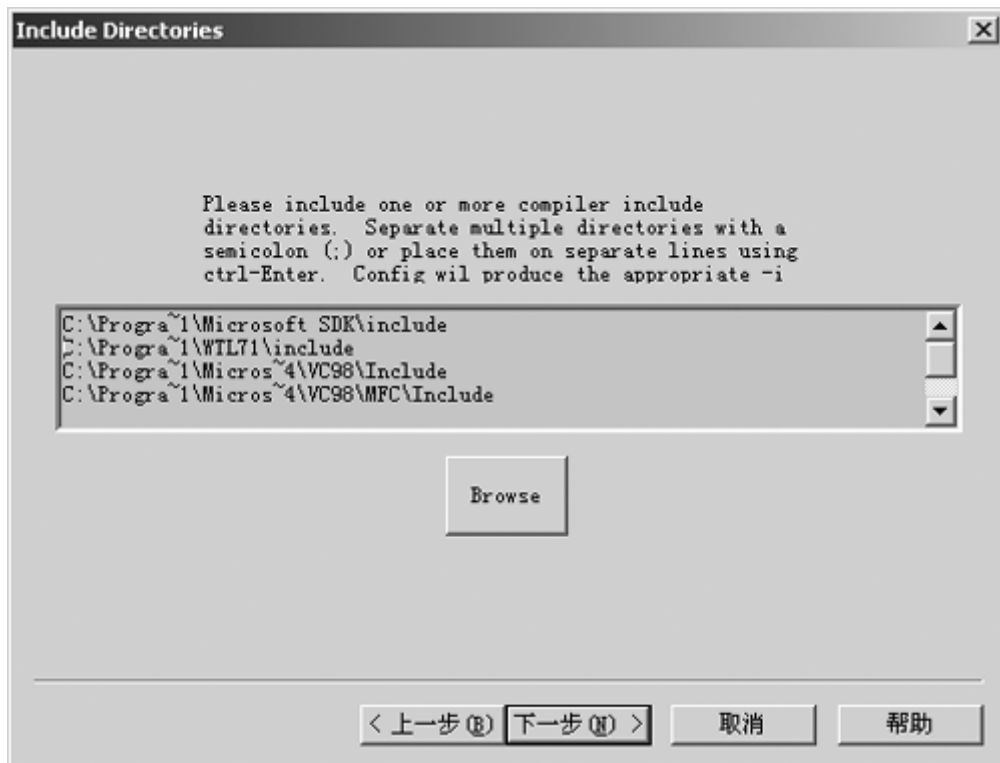 Include Directories
Please include one or more compiler include
directories.  Separate multiple directories with a
semicolon (;) or place them on separate lines using
ctrl-Enter.  Config wil produce the appropriate -i
C:\Progra~1\Microsoft SDK\include
C:\Progra~1\WTL71\include
C:\Progra~1\Micros~4\VC98\Include
C:\Progra~1\Micros~4\VC98\MFC\Include
Browse
< 上一步(B) 下一步(N) > 取消 帮助